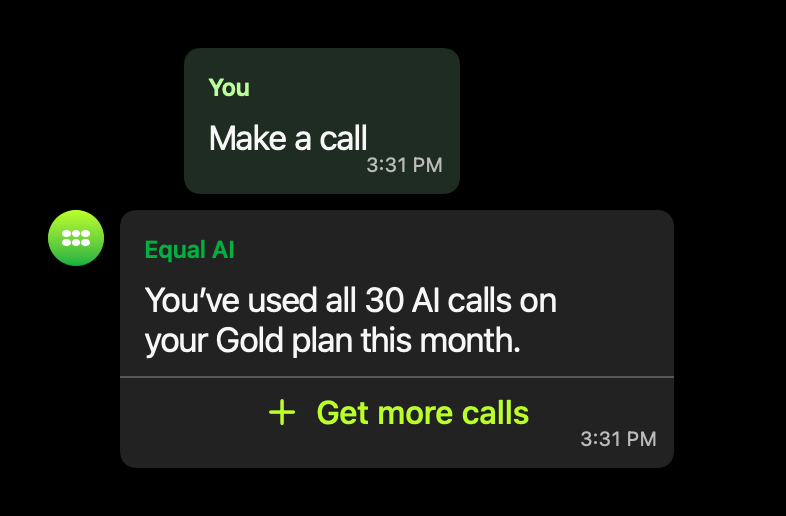 You
Make a call
3:31 PM
Equal AI
You’ve used all 30 AI calls on
your Gold plan this month.
+ Get more calls
3:31 PM